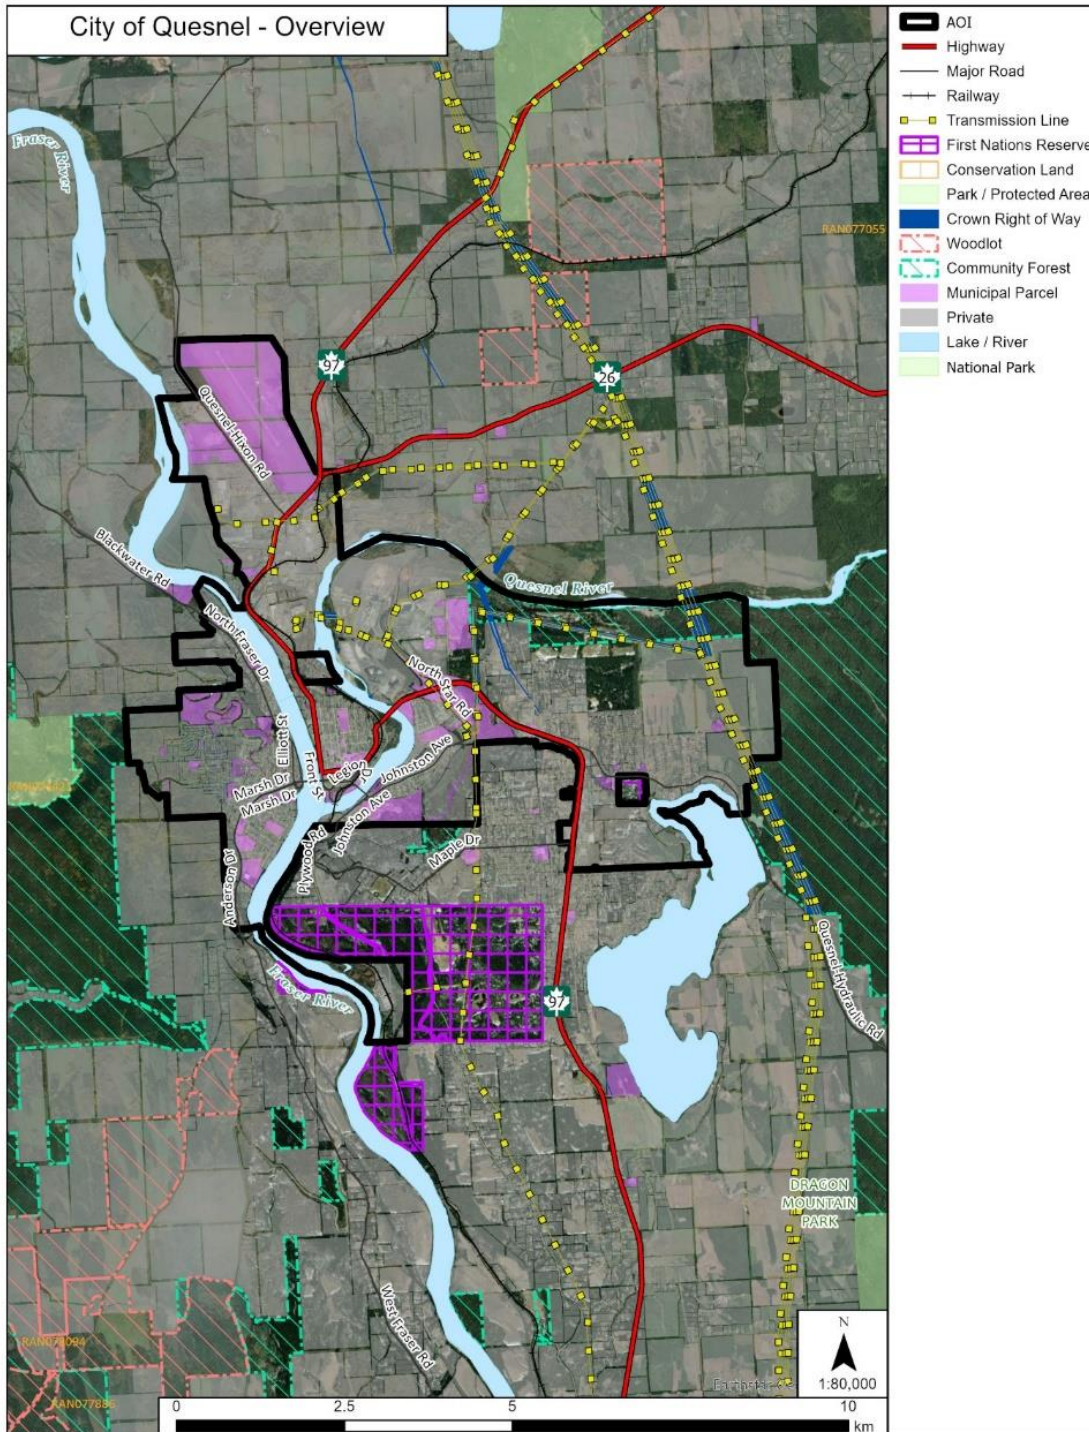 City of Quesnel - Overview
AOI
Highway
Major Road
Railway
Transmission Line
First Nations Reserve
Conservation Land
Park / Protected Area
Crown Right of Way
Woodlot
Community Forest
Municipal Parcel
Private
Lake / River
National Park
Fraser River
RAN077055
97
26
Quesnel-Hixon Rd
Blackwater Rd
Quesnel River
North Fraser Dr
North Star Rd
Elliott St
Front St
Legion Dr
Johnston Ave
Marsh Dr
Marsh Dr
Johnston Ave
Plywood Rd
Maple Dr
Anderson Dr
Fraser River
97
Quesnel-Hydraulic Rd
DRAGON
MOUNTAIN
PARK
West Fraser Rd
RAN077886
N
1:80,000
0 2.5 5 10
km